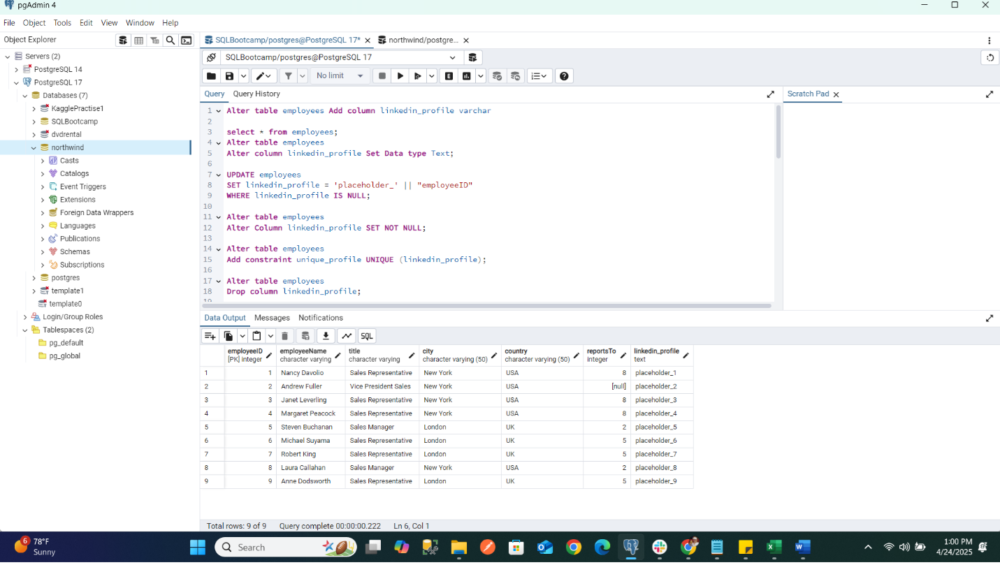 pgAdmin 4
File Object Tools Edit View Window Help
Object Explorer
SQLBootcamp/postgres@PostgreSQL 17* northwind/postgre...
SQLBootcamp/postgres@PostgreSQL 17
No limit
E
Query Query History
Scratch Pad
Servers (2)
PostgreSQL 14
PostgreSQL 17
Databases (7)
KagglePractise1
SQLBootcamp
dvdrental
northwind
Casts
Catalogs
Event Triggers
Extensions
Foreign Data Wrappers
Languages
Publications
Schemas
Subscriptions
postgres
template1
template0
Login/Group Roles
Tablespaces (2)
pg_default
pg_global
1 Alter table employees Add column linkedin_profile varchar
2
3 select * from employees;
4 Alter table employees
5 Alter column linkedin_profile Set Data type Text;
6
7 UPDATE employees
8 SET linkedin_profile = 'placeholder_' || "employeeID"
9 WHERE linkedin_profile IS NULL;
10
11 Alter table employees
12 Alter Column linkedin_profile SET NOT NULL;
13
14 Alter table employees
15 Add constraint unique_profile UNIQUE (linkedin_profile);
16
17 Alter table employees
18 Drop column linkedin_profile;
19
Data Output Messages Notifications
SQL
employeeID employeeName title city country reportsTo linkedin_profile
[PK] integer character varying character varying character varying (50) character varying (50) integer text
1 1 Nancy Davolio Sales Representative New York USA 8 placeholder_1
2 2 Andrew Fuller Vice President Sales New York USA [null] placeholder_2
3 3 Janet Leverling Sales Representative New York USA 8 placeholder_3
4 4 Margaret Peacock Sales Representative New York USA 8 placeholder_4
5 5 Steven Buchanan Sales Manager London UK 2 placeholder_5
6 6 Michael Suyama Sales Representative London UK 5 placeholder_6
7 7 Robert King Sales Representative London UK 5 placeholder_7
8 8 Laura Callahan Sales Manager New York USA 2 placeholder_8
9 9 Anne Dodsworth Sales Representative London UK 5 placeholder_9
Total rows: 9 of 9 Query complete 00:00:00.222 Ln 6, Col 1
6
78°F
Sunny
Search
1:00 PM
4/24/2025